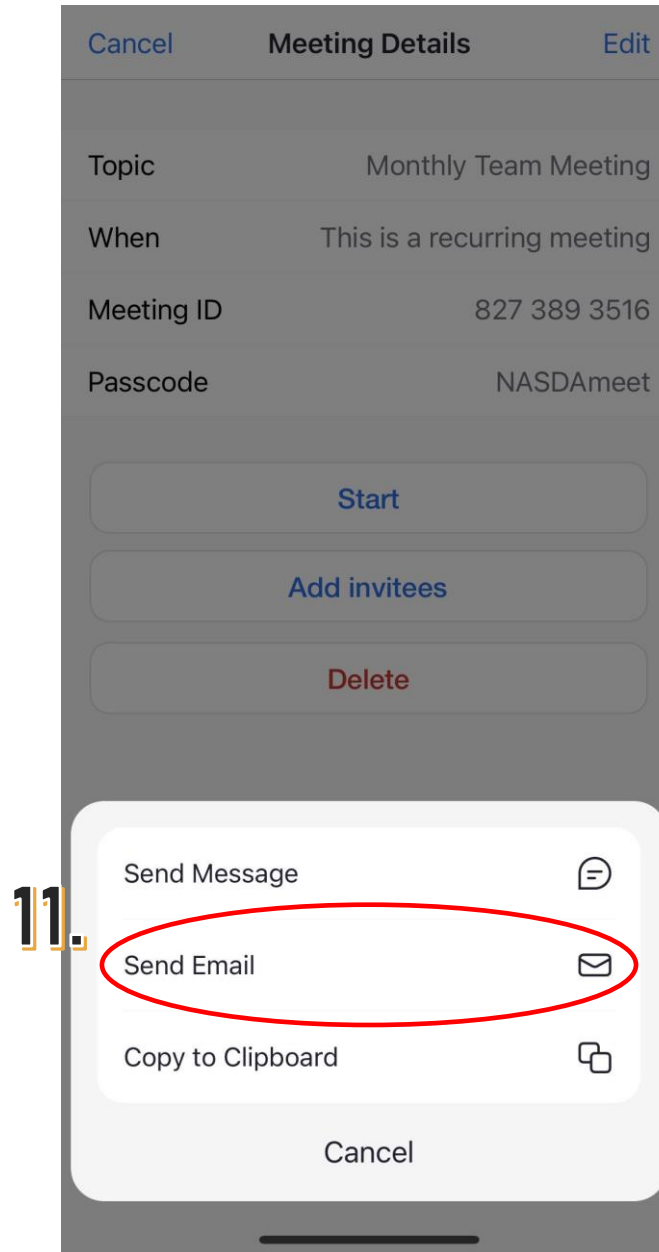 Cancel Meeting Details Edit
Topic Monthly Team Meeting
When This is a recurring meeting
Meeting ID 827 389 3516
Passcode NASDAmeet
Start
Add invitees
Delete
Send Message
11.
Send Email
Copy to Clipboard
Cancel